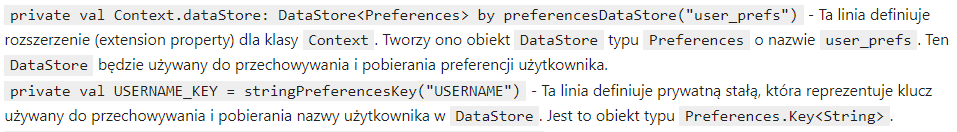 private val Context.dataStore: DataStore<Preferences> by preferencesDataStore("user_prefs") - Ta linia definiuje
rozszerzenie (extension property) dla klasy Context. Tworzy ono obiekt DataStore typu Preferences o nazwie user_prefs. Ten
DataStore będzie używany do przechowywania i pobierania preferencji użytkownika.
private val USERNAME_KEY = stringPreferencesKey("USERNAME") - Ta linia definiuje prywatną stałą, która reprezentuje klucz
używany do przechowywania i pobierania nazwy użytkownika w DataStore. Jest to obiekt typu Preferences.Key<String>.